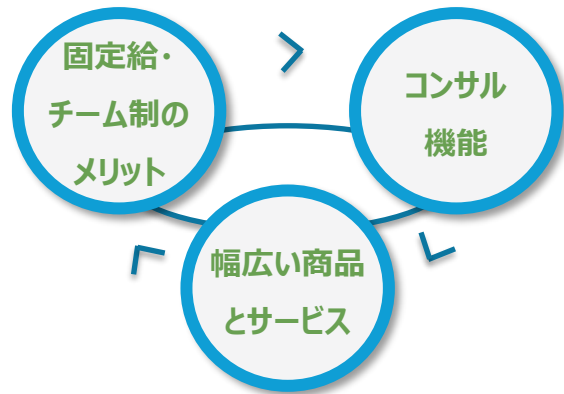 固定給・
チーム制の
メリット
コンサル
機能
幅広い商品
とサービス